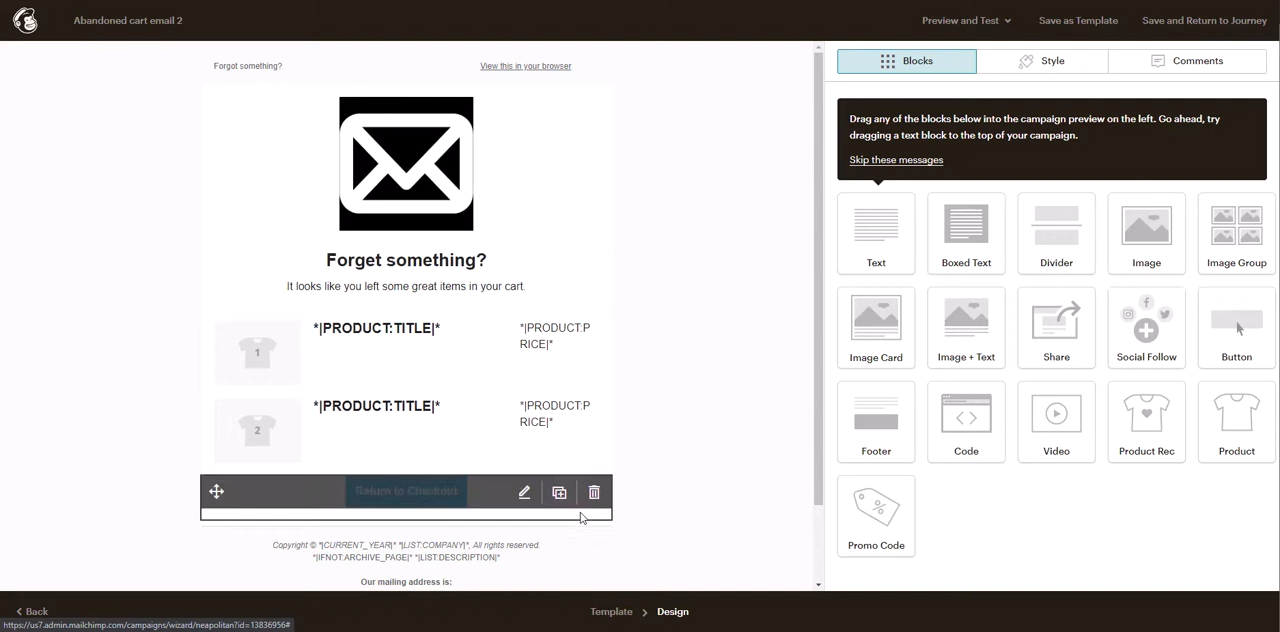 Abandoned cart email 2
Preview and Test
Save as Template
Save and Return to Journey
Forgot something?
View this in your browser
Blocks
Style
Comments
Drag any of the blocks below into the campaign preview on the left. Go ahead, try
dragging a text block to the top of your campaign.
Skip these messages
Forget something?
It looks like you left some great items in your cart.
1
*|PRODUCT:TITLE|*
*|PRODUCT:P
RICE|*
2
*|PRODUCT:TITLE|*
*|PRODUCT:P
RICE|*
Return to Checkout
Copyright © *|CURRENT_YEAR|* *|LIST:COMPANY|*, All rights reserved.
*|IFNOT:ARCHIVE_PAGE|* *|LIST:DESCRIPTION|*
Our mailing address is:
Text
Boxed Text
Divider
Image
Image Group
Image Card
Image + Text
Share
Social Follow
Button
Footer
Code
Video
Product Rec
Product
%
Promo Code
Back
Template
Design
https://us7.admin.mailchimp.com/campaigns/wizard/neapolitan?id=13836956#